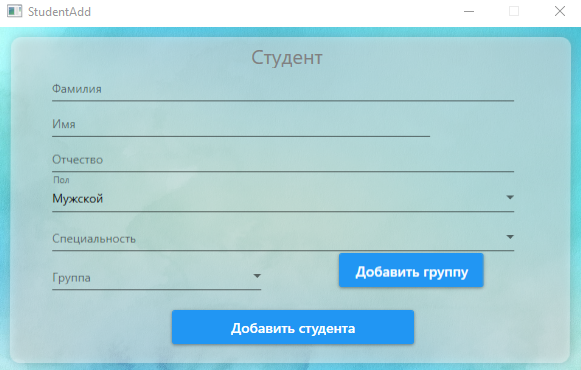 StudentAdd
Студент
Фамилия
Имя
Отчество
Пол
Мужской
Специальность
Группа
Добавить группу
Добавить студента